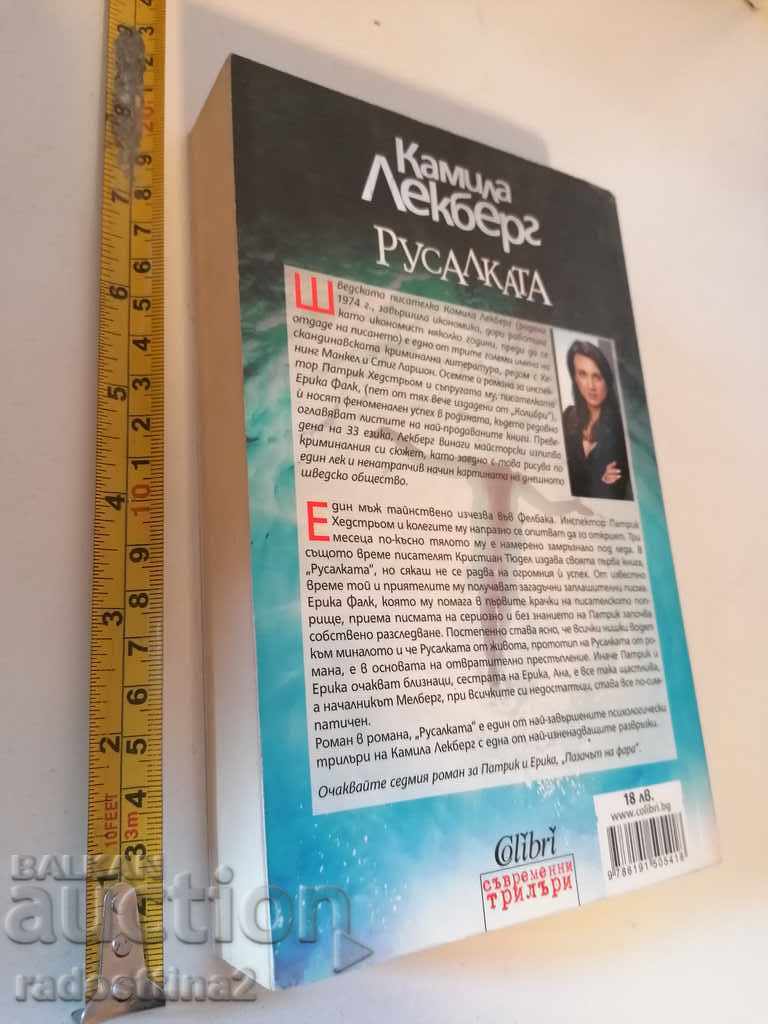 Камила
Лекберг
Русалката
Шведската писателка Камила Лекберг (родена
1974 г., завършила икономика, дори работила
като икономист няколко години, преди да се
отдаде на писането) е едно от трите големи имена на
скандинавската криминална литература, редом с Хе-
нинг Манкел и Стиг Ларшон. Осемте ѝ романа за инспек-
тор Патрик Хедстрьом и съпругата му, писателката
Ерика Фалк, (пет от тях вече издадени от „Колибри“),
ѝ носят феноменален успех в родината, където редовно
оглавяват листите на най-продаваните книги. Преве-
дена на 33 езика, Лекберг винаги майсторски изпипва
криминалния си сюжет, като заедно с това рисува по
един лек и ненатрапчив начин картината на днешното
шведско общество.
Един мъж тайнствено изчезва във Фелбака. Инспектор Патрик
Хедстрьом и колегите му напразно се опитват да го открият. Три
месеца по-късно тялото му е намерено замръзнало под леда. В
същото време писателят Кристиан Тюдел издава своята първа книга,
„Русалката“, но сякаш не се радва на огромния ѝ успех. От известно
време той и приятелите му получават загадъчни заплашителни писма.
Ерика Фалк, която му помага в първите крачки на писателското поп-
рище, приема писмата на сериозно и без знанието на Патрик започва
собствено разследване. Постепенно става ясно, че всички нишки водят
към миналото и че Русалката от живота, прототип на Русалката от ро-
мана, е в основата на отвратително престъпление. Иначе Патрик и
Ерика очакват близнаци, сестрата на Ерика, Ана, е все така щастлива,
а началникът Мелберг, при всичките си недостатъци, става все по-сим-
патичен.
Роман в романа, „Русалката“ е един от най-завършените психологически
трилъри на Камила Лекберг с една от най-изненадващите развръзки.
Очаквайте седмия роман за Патрик и Ерика, „Пазачът на фара“.
18 лв.
www.colibri.bg
9 786191 505418
Colibri
съвременни
трилъри
10FEET
3m
BALKAN
auction
radostina2